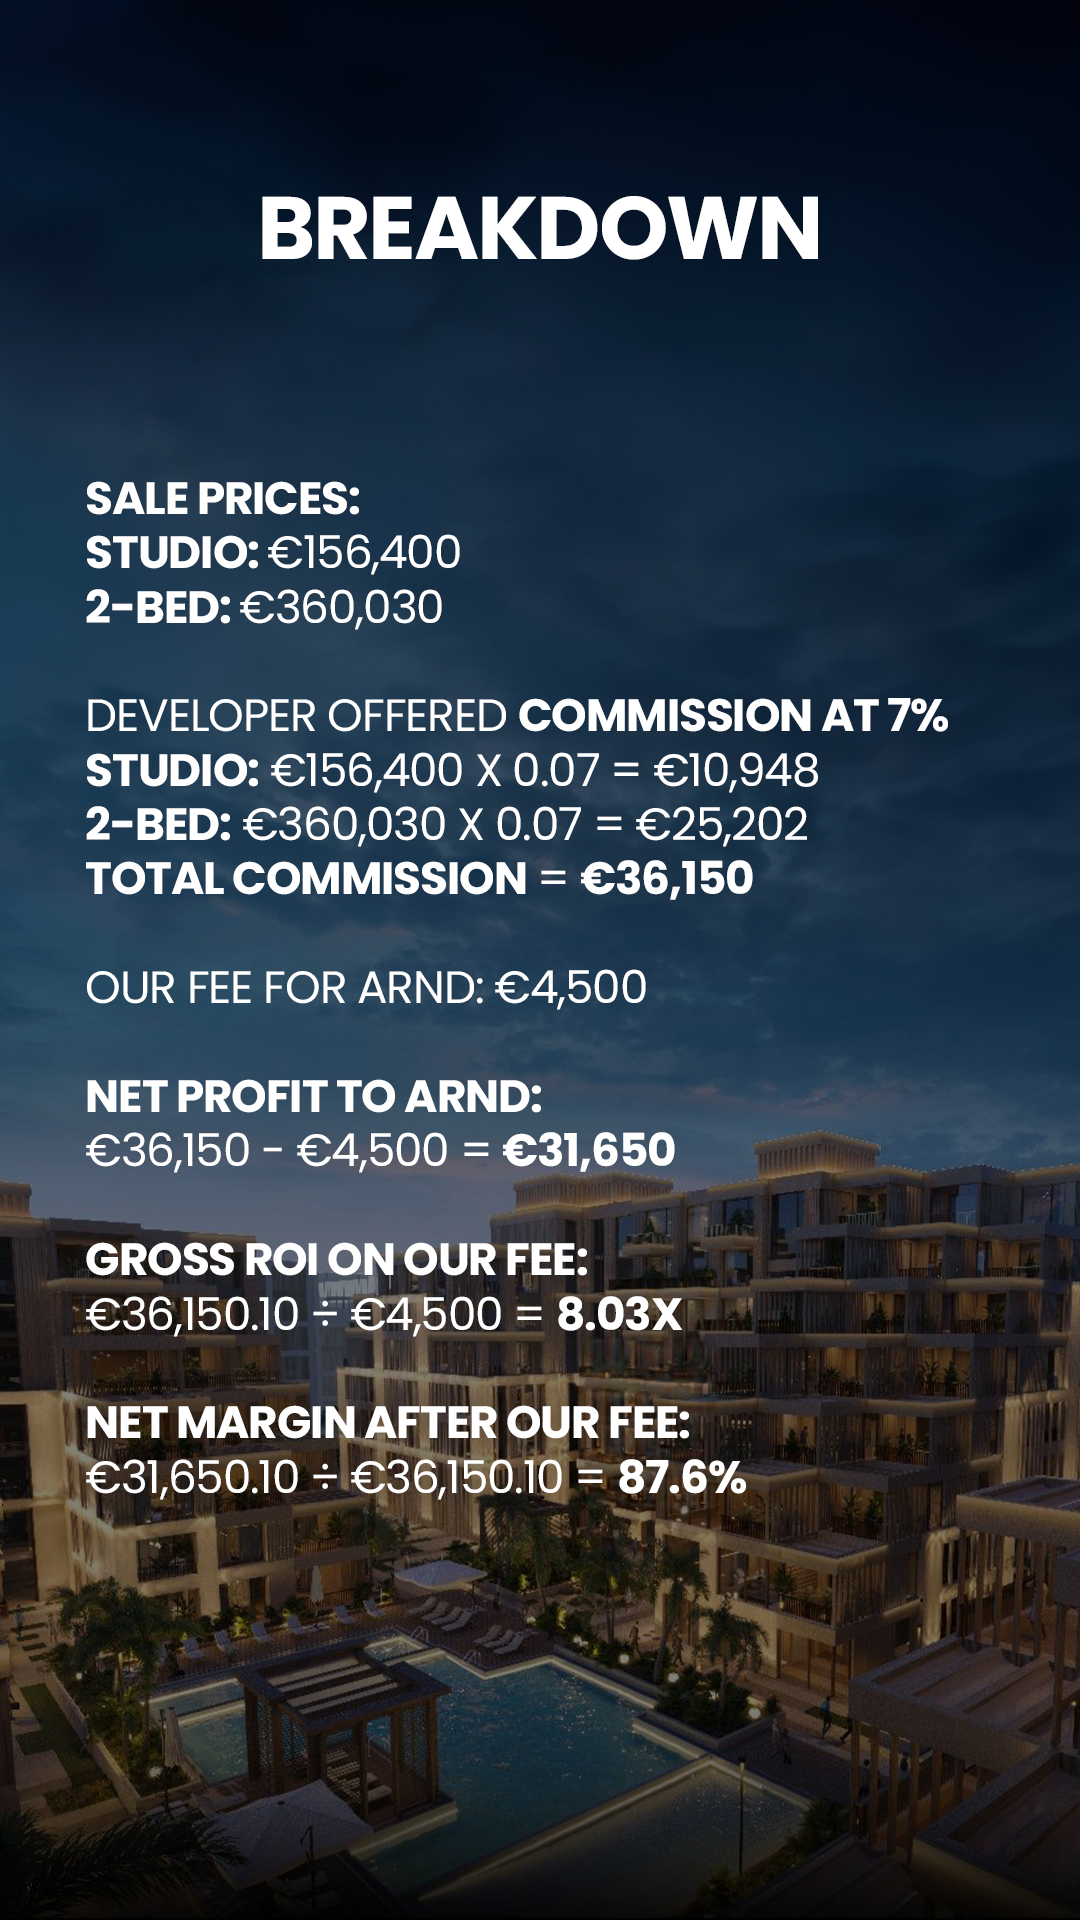 BREAKDOWN
SALE PRICES:
STUDIO: €156,400
2-BED: €360,030
DEVELOPER OFFERED COMMISSION AT 7%
STUDIO: €156,400 X 0.07 = €10,948
2-BED: €360,030 X 0.07 = €25,202
TOTAL COMMISSION = €36,150
OUR FEE FOR ARND: €4,500
NET PROFIT TO ARND:
€36,150 - €4,500 = €31,650
GROSS ROI ON OUR FEE:
€36,150.10 ÷ €4,500 = 8.03X
NET MARGIN AFTER OUR FEE:
€31,650.10 ÷ €36,150.10 = 87.6%